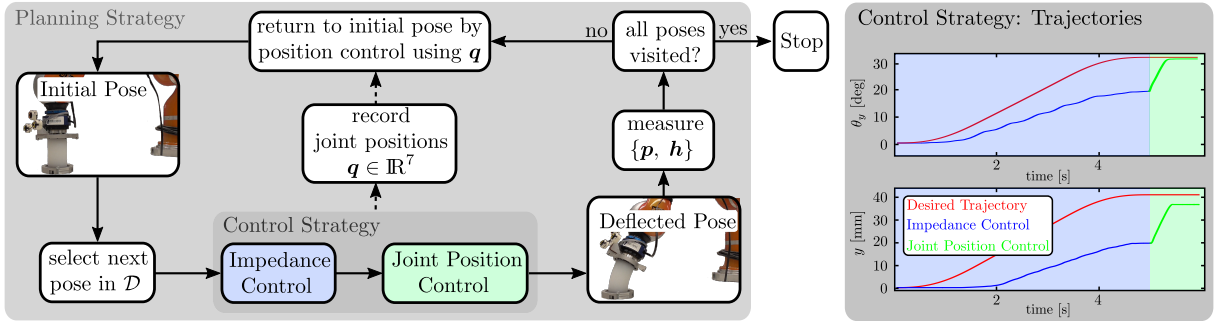 Planning Strategy
return to initial pose by
position control using q
no
all poses
visited?
yes
Stop
Initial Pose
record
joint positions
q ∈ ℝ⁷
measure
{p, h}
Control Strategy
Deflected Pose
select next
pose in 𝒟
Impedance
Control
Joint Position
Control
Control Strategy: Trajectories
θy [deg]
30
20
10
0
2
4
time [s]
y [mm]
40
30
20
10
0
Desired Trajectory
Impedance Control
Joint Position Control
2
4
time [s]